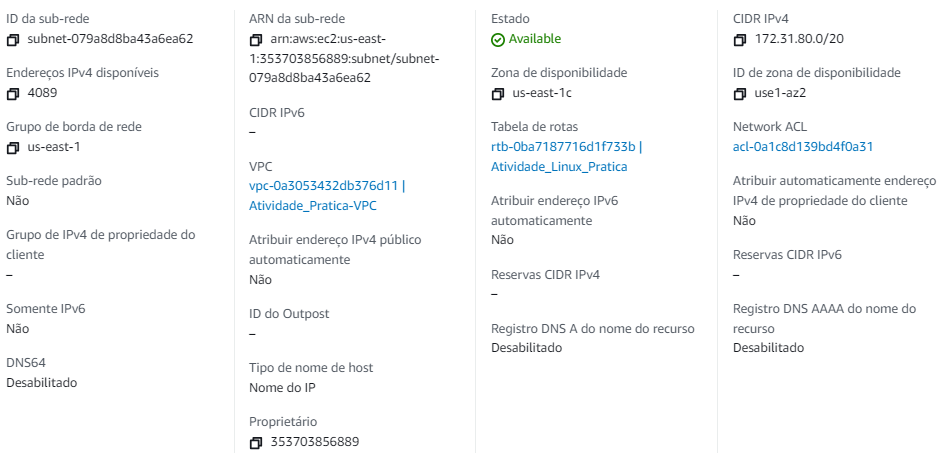 ID da sub-rede
subnet-079a8d8ba43a6ea62
Endereços IPv4 disponíveis
4089
Grupo de borda de rede
us-east-1
Sub-rede padrão
Não
Grupo de IPv4 de propriedade do
cliente
–
Somente IPv6
Não
DNS64
Desabilitado
ARN da sub-rede
arn:aws:ec2:us-east-
1:353703856889:subnet/subnet-
079a8d8ba43a6ea62
CIDR IPv6
–
VPC
vpc-0a3053432db376d11 |
Atividade_Pratica-VPC
Atribuir endereço IPv4 público
automaticamente
Não
ID do Outpost
–
Tipo de nome de host
Nome do IP
Proprietário
353703856889
Estado
Available
Zona de disponibilidade
us-east-1c
Tabela de rotas
rtb-0ba7187716d1f733b |
Atividade_Linux_Pratica
Atribuir endereço IPv6
automaticamente
Não
Reservas CIDR IPv4
–
Registro DNS A do nome do recurso
Desabilitado
CIDR IPv4
172.31.80.0/20
ID de zona de disponibilidade
use1-az2
Network ACL
acl-0a1c8d139bd4f0a31
Atribuir automaticamente endereço
IPv4 de propriedade do cliente
Não
Reservas CIDR IPv6
–
Registro DNS AAAA do nome do
recurso
Desabilitado